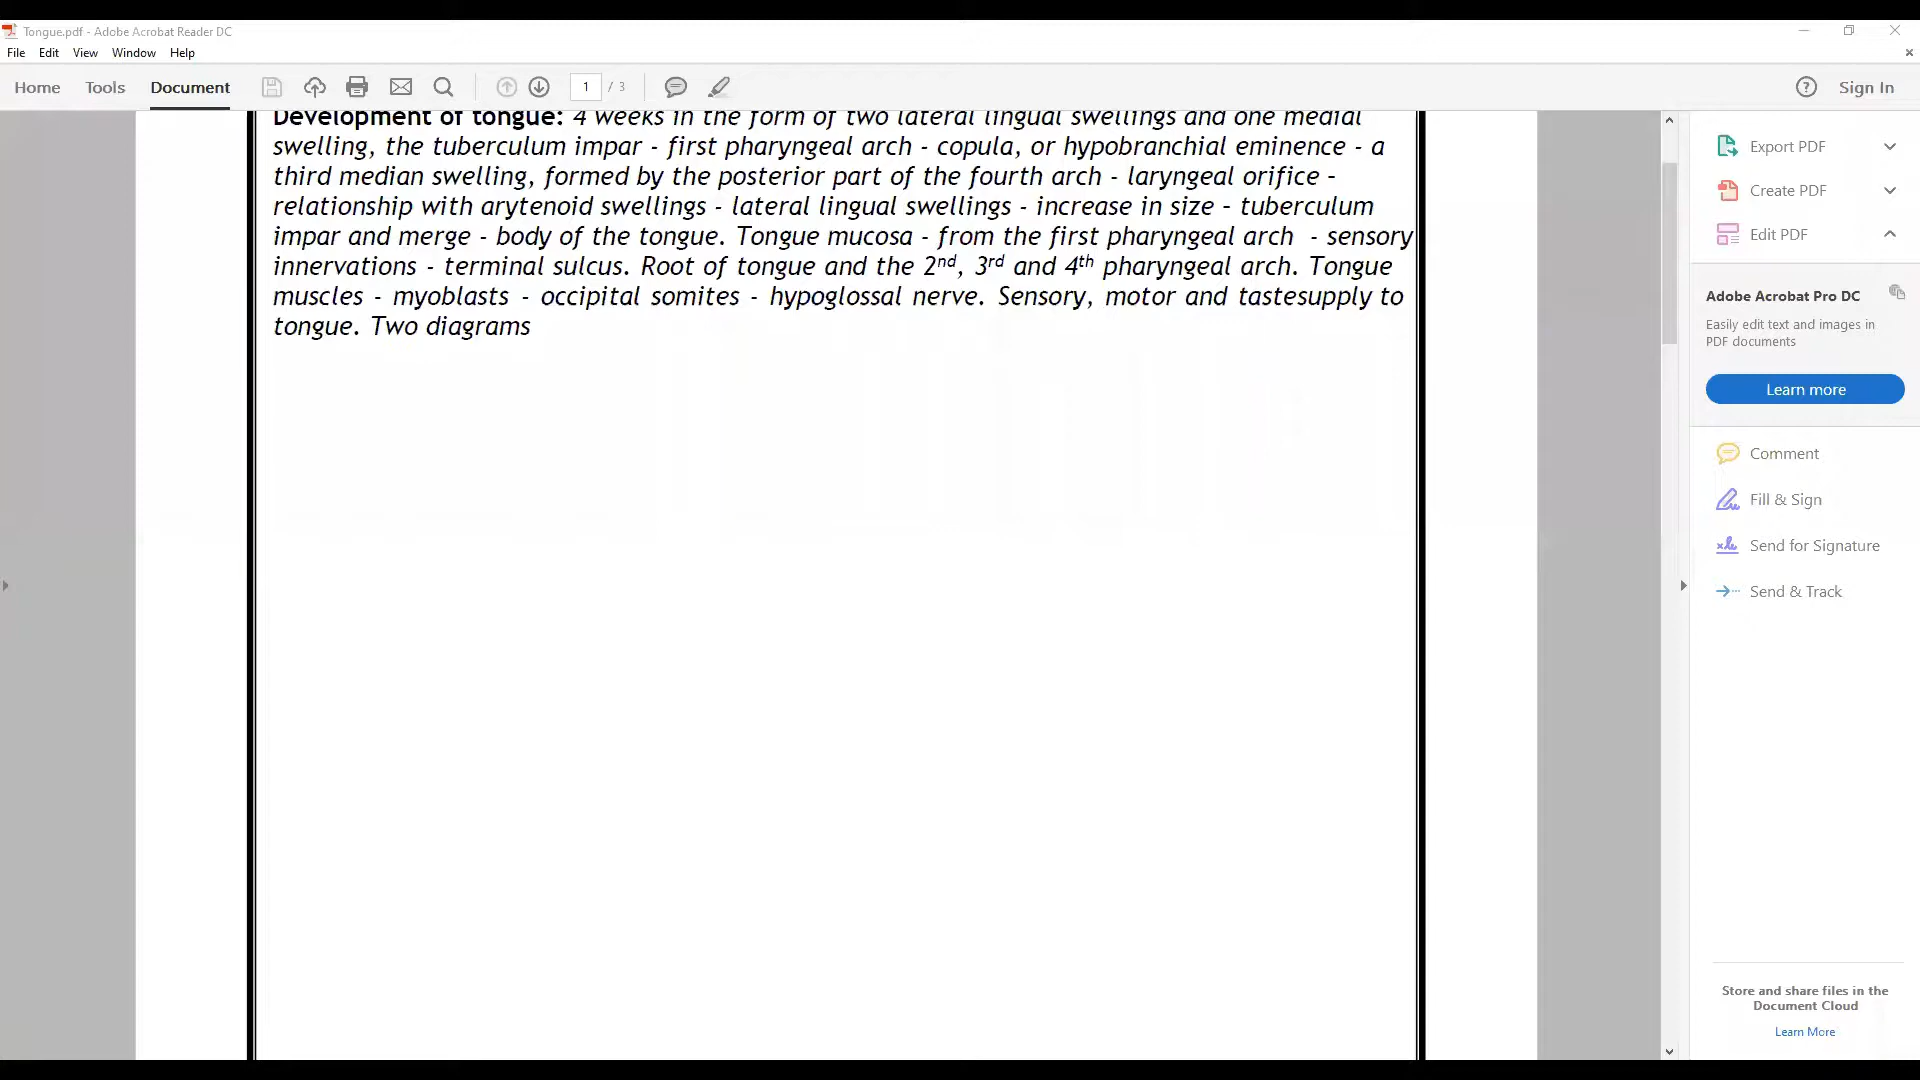 Tongue.pdf - Adobe Acrobat Reader DC
File Edit View Window Help
Home Tools Document 1 / 3 Sign In
Development of tongue: 4 weeks in the form of two lateral lingual swellings and one medial
swelling, the tuberculum impar - first pharyngeal arch - copula, or hypobranchial eminence - a
third median swelling, formed by the posterior part of the fourth arch - laryngeal orifice –
relationship with arytenoid swellings - lateral lingual swellings - increase in size – tuberculum
impar and merge - body of the tongue. Tongue mucosa - from the first pharyngeal arch - sensory
innervations - terminal sulcus. Root of tongue and the 2nd, 3rd and 4th pharyngeal arch. Tongue
muscles - myoblasts - occipital somites - hypoglossal nerve. Sensory, motor and tastesupply to
tongue. Two diagrams
Export PDF
Create PDF
Edit PDF
Adobe Acrobat Pro DC
Easily edit text and images in
PDF documents
Learn more
Comment
Fill & Sign
Send for Signature
Send & Track
Store and share files in the
Document Cloud
Learn More